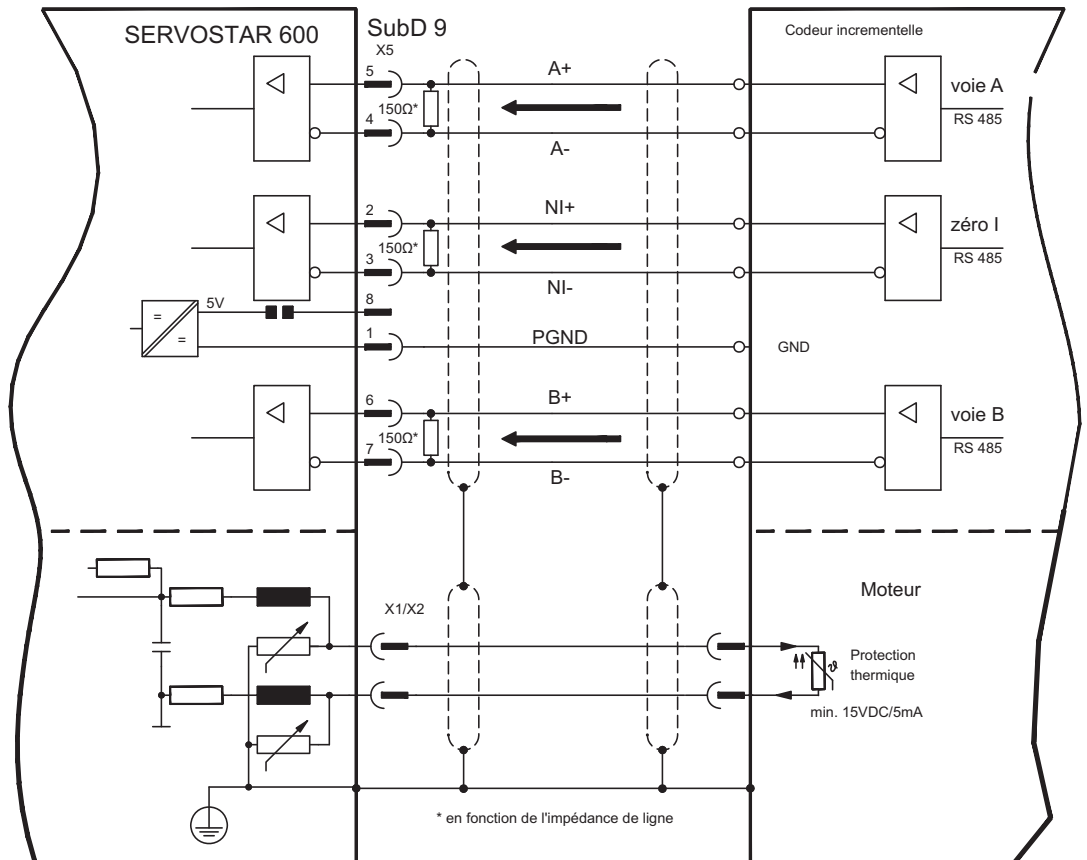 SERVOSTAR 600
SubD 9
X5
Codeur incrementelle
5
A+
voie A
150Ω*
RS 485
4
A-
2
NI+
zéro I
150Ω*
RS 485
3
NI-
5V
8
=
=
1
PGND
GND
6
B+
voie B
150Ω*
RS 485
7
B-
Moteur
X1/X2
Protection
thermique
ϑ
min. 15VDC/5mA
* en fonction de l'impédance de ligne